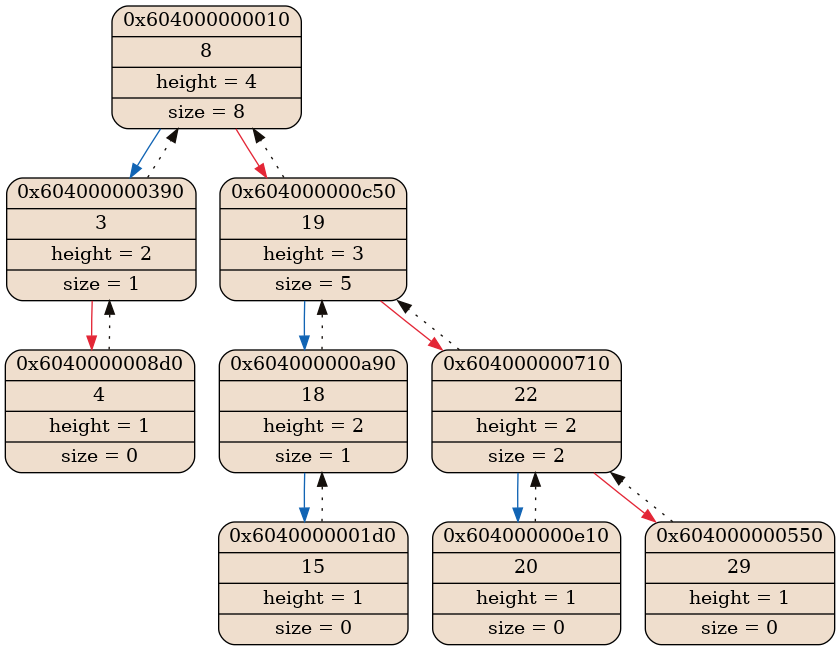 0x604000000010
8
height = 4
size = 8
0x604000000390
3
height = 2
size = 1
0x604000000c50
19
height = 3
size = 5
0x6040000008d0
4
height = 1
size = 0
0x604000000a90
18
height = 2
size = 1
0x604000000710
22
height = 2
size = 2
0x6040000001d0
15
height = 1
size = 0
0x604000000e10
20
height = 1
size = 0
0x604000000550
29
height = 1
size = 0